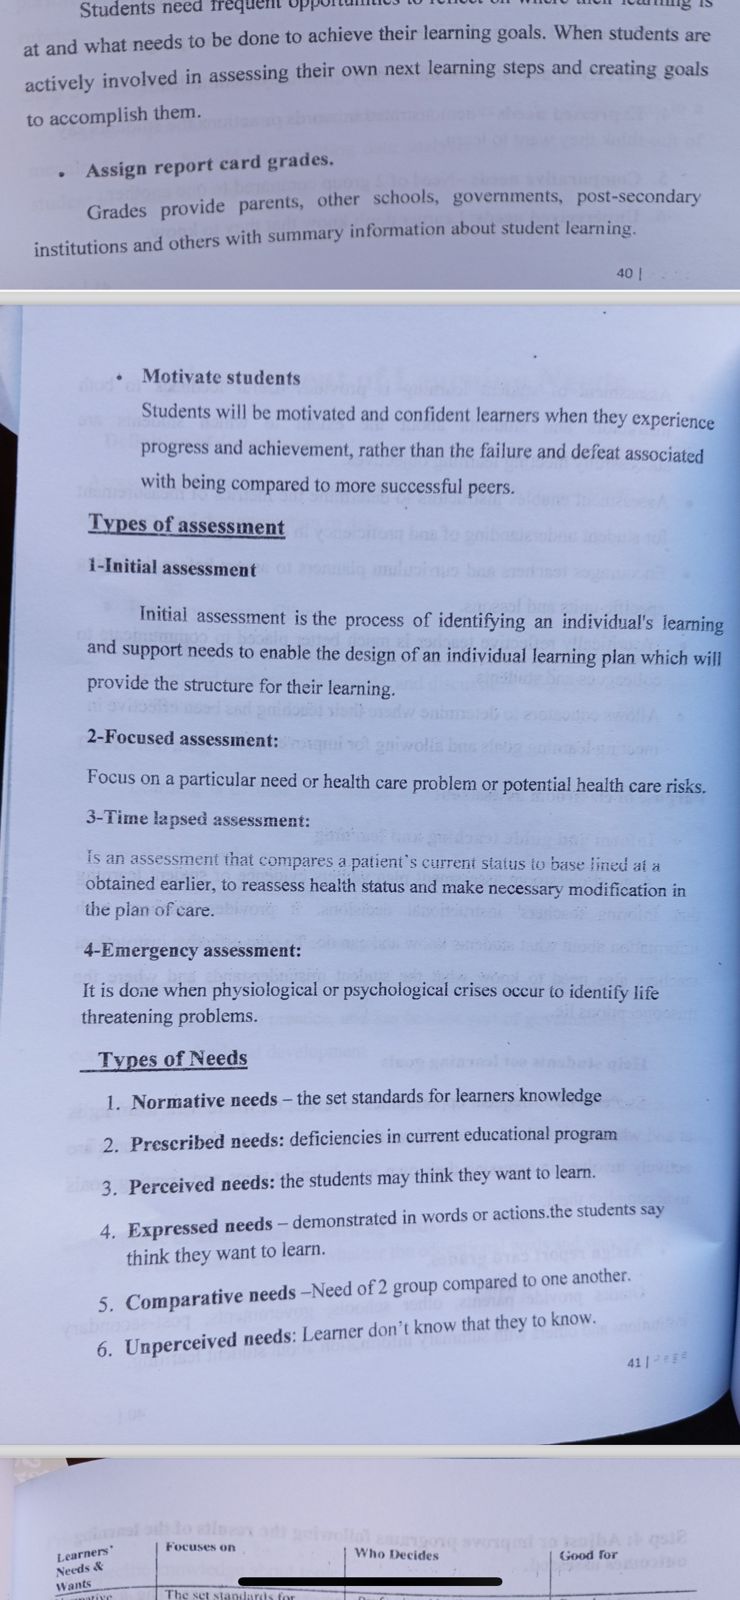 Students need frequent opportunities to reflect on where their learning is
at and what needs to be done to achieve their learning goals. When students are
actively involved in assessing their own next learning steps and creating goals
to accomplish them.
• Assign report card grades.
Grades provide parents, other schools, governments, post-secondary
institutions and others with summary information about student learning.
40 |
• Motivate students
Students will be motivated and confident learners when they experience
progress and achievement, rather than the failure and defeat associated
with being compared to more successful peers.
Types of assessment
1-Initial assessment
Initial assessment is the process of identifying an individual's learning
and support needs to enable the design of an individual learning plan which will
provide the structure for their learning.
2-Focused assessment:
Focus on a particular need or health care problem or potential health care risks.
3-Time lapsed assessment:
Is an assessment that compares a patient's current status to base lined at a
obtained earlier, to reassess health status and make necessary modification in
the plan of care.
4-Emergency assessment:
It is done when physiological or psychological crises occur to identify life
threatening problems.
Types of Needs
1. Normative needs – the set standards for learners knowledge
2. Prescribed needs: deficiencies in current educational program
3. Perceived needs: the students may think they want to learn.
4. Expressed needs – demonstrated in words or actions.the students say
think they want to learn.
5. Comparative needs –Need of 2 group compared to one another.
6. Unperceived needs: Learner don't know that they to know.
41 |
Learners' Needs & Wants
Focuses on
Who Decides
Good for
The set standards for